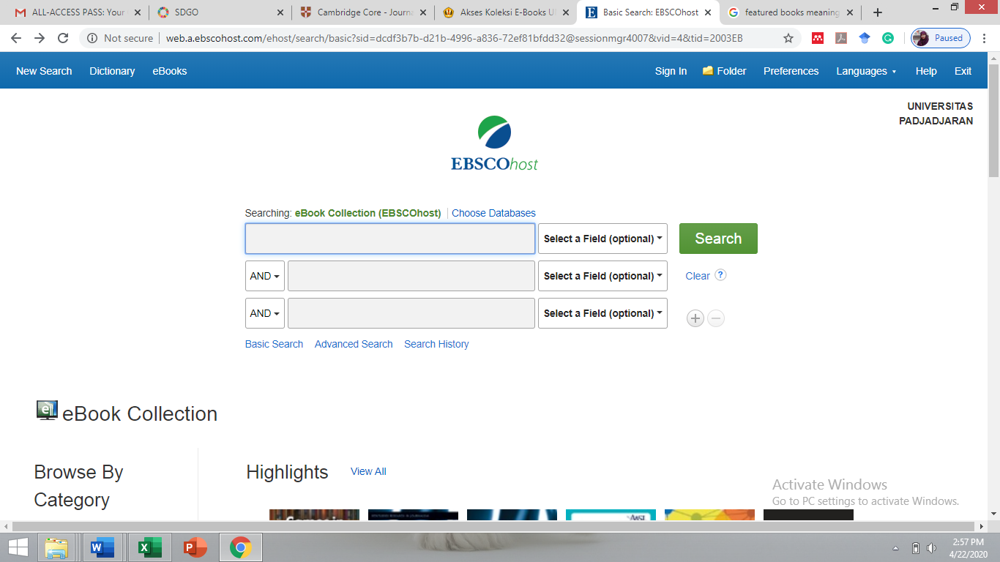 ALL-ACCESS PASS: Your
SDGO
Cambridge Core - Journa
Akses Koleksi E-Books U
Basic Search: EBSCOhost
featured books meaning
Not secure
web.a.ebscohost.com/ehost/search/basic?sid=dcdf3b7b-d21b-4996-a836-72ef81bfdd32@sessionmgr4007&vid=4&tid=2003EB
Paused
New Search Dictionary eBooks
Sign In Folder Preferences Languages Help Exit
UNIVERSITAS
PADJADJARAN
EBSCOhost
Searching: eBook Collection (EBSCOhost) Choose Databases
Select a Field (optional) Search
AND Select a Field (optional) Clear ?
AND Select a Field (optional)
Basic Search Advanced Search Search History
eBook Collection
Browse By
Category
Highlights View All
Activate Windows
Go to PC settings to activate Windows.
2:57 PM
4/22/2020